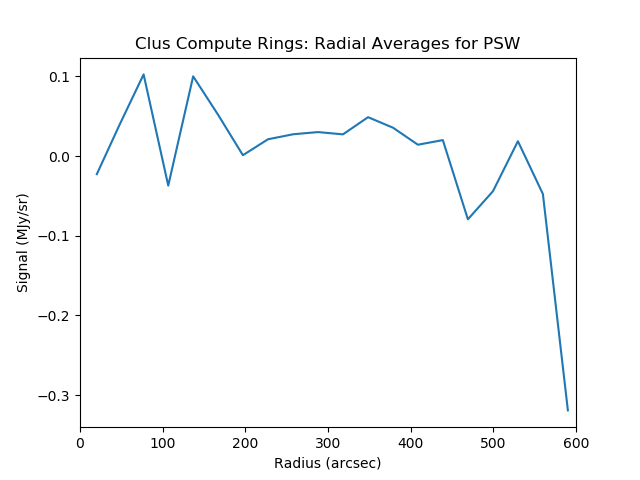 Clus Compute Rings: Radial Averages for PSW
0.1
0.0
−0.1
−0.2
−0.3
Signal (MJy/sr)
0 100 200 300 400 500 600
Radius (arcsec)